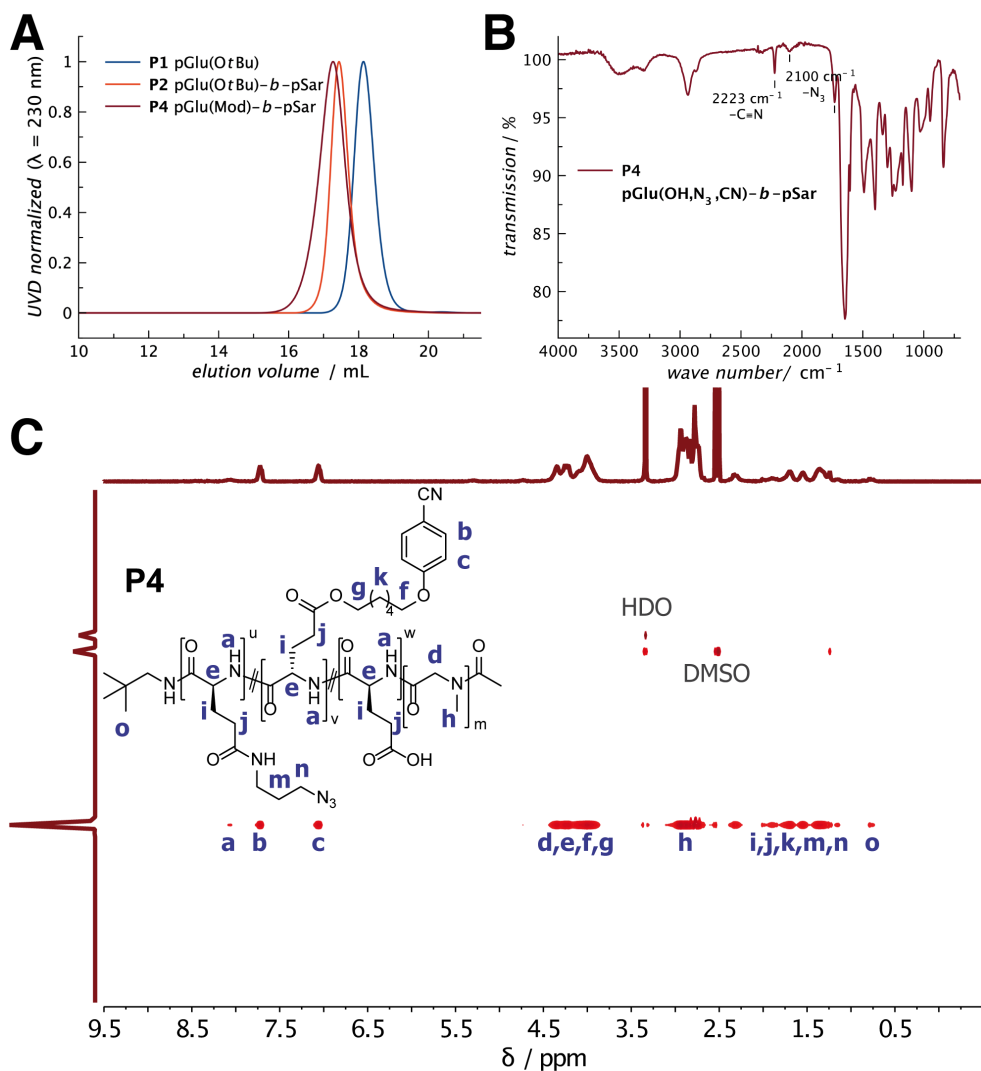 A
P1 pGlu(OtBu)
P2 pGlu(OtBu)-b-pSar
P4 pGlu(Mod)-b-pSar
UVD normalized (λ = 230 nm)
1
0.8
0.6
0.4
0.2
0
10 12 14 16 18 20
elution volume / mL
B
100
95
90
85
80
transmission / %
2223 cm⁻¹
–C≡N
2100 cm⁻¹
–N₃
P4
pGlu(OH,N₃,CN)-b-pSar
4000 3500 3000 2500 2000 1500 1000
wave number/ cm⁻¹
C
P4
CN
b
c
g k f
O O 4 O
i j
O a u O a w O d O
N H e N H e N H e N
O a v i j O h m
o i j
O NH O OH
m n
N₃
HDO
DMSO
a b c d,e,f,g h i,j,k,m,n o
9.5 8.5 7.5 6.5 5.5 4.5 3.5 2.5 1.5 0.5
δ / ppm